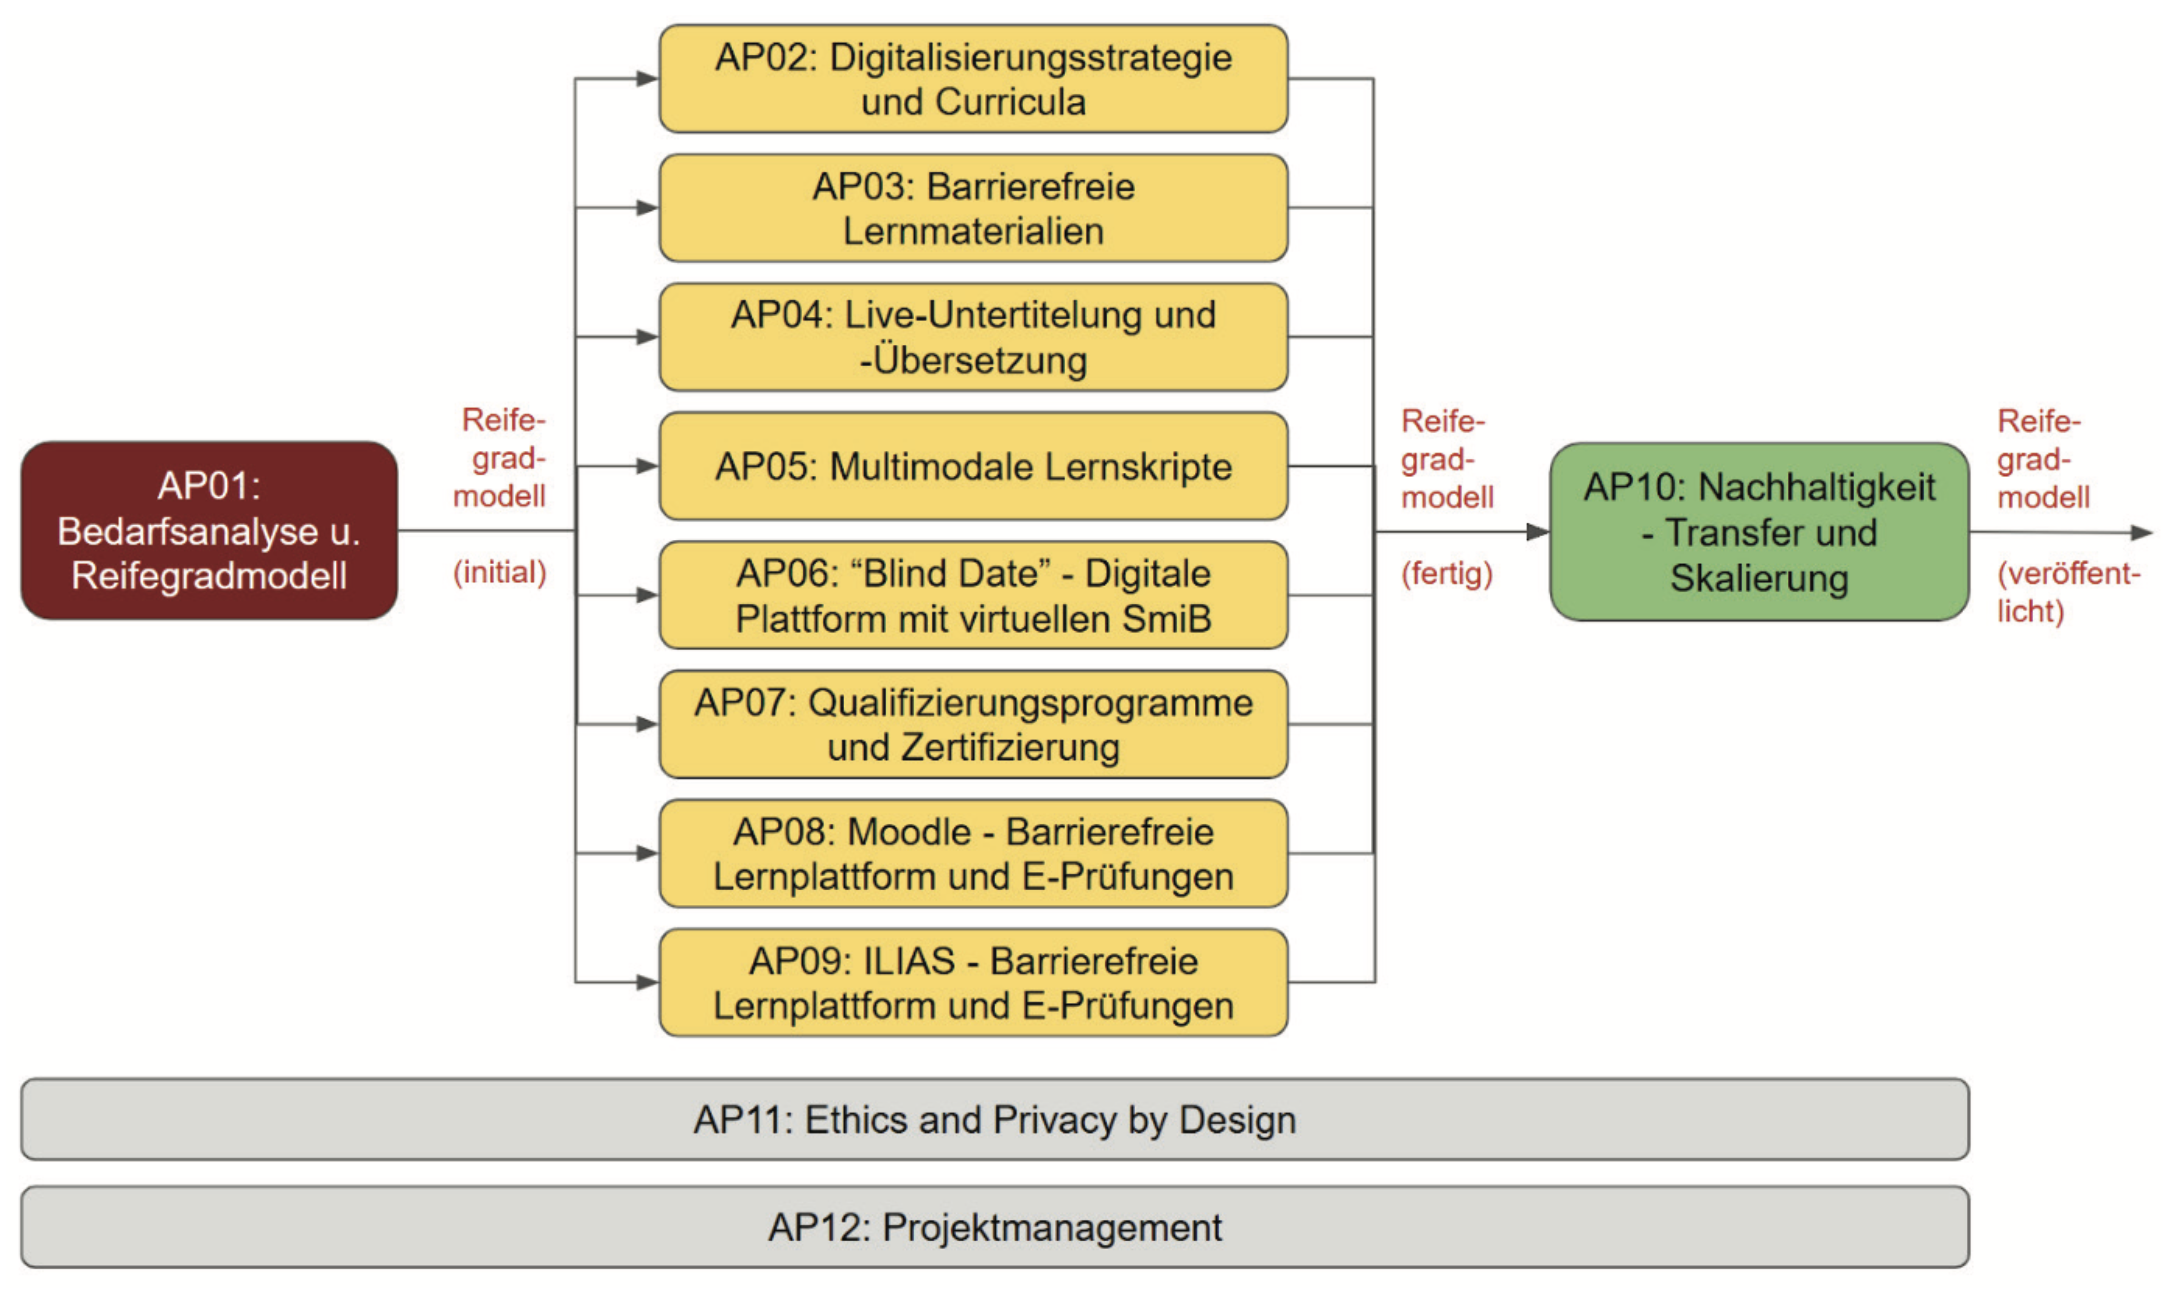 AP01:
Bedarfsanalyse u.
Reifegradmodell
Reife-
grad-
modell
(initial)
AP02: Digitalisierungsstrategie
und Curricula
AP03: Barrierefreie
Lernmaterialien
AP04: Live-Untertitelung und
-Übersetzung
AP05: Multimodale Lernskripte
AP06: “Blind Date” - Digitale
Plattform mit virtuellen SmiB
AP07: Qualifizierungsprogramme
und Zertifizierung
AP08: Moodle - Barrierefreie
Lernplattform und E-Prüfungen
AP09: ILIAS - Barrierefreie
Lernplattform und E-Prüfungen
Reife-
grad-
modell
(fertig)
AP10: Nachhaltigkeit
- Transfer und
Skalierung
Reife-
grad-
modell
(veröffent-
licht)
AP11: Ethics and Privacy by Design
AP12: Projektmanagement